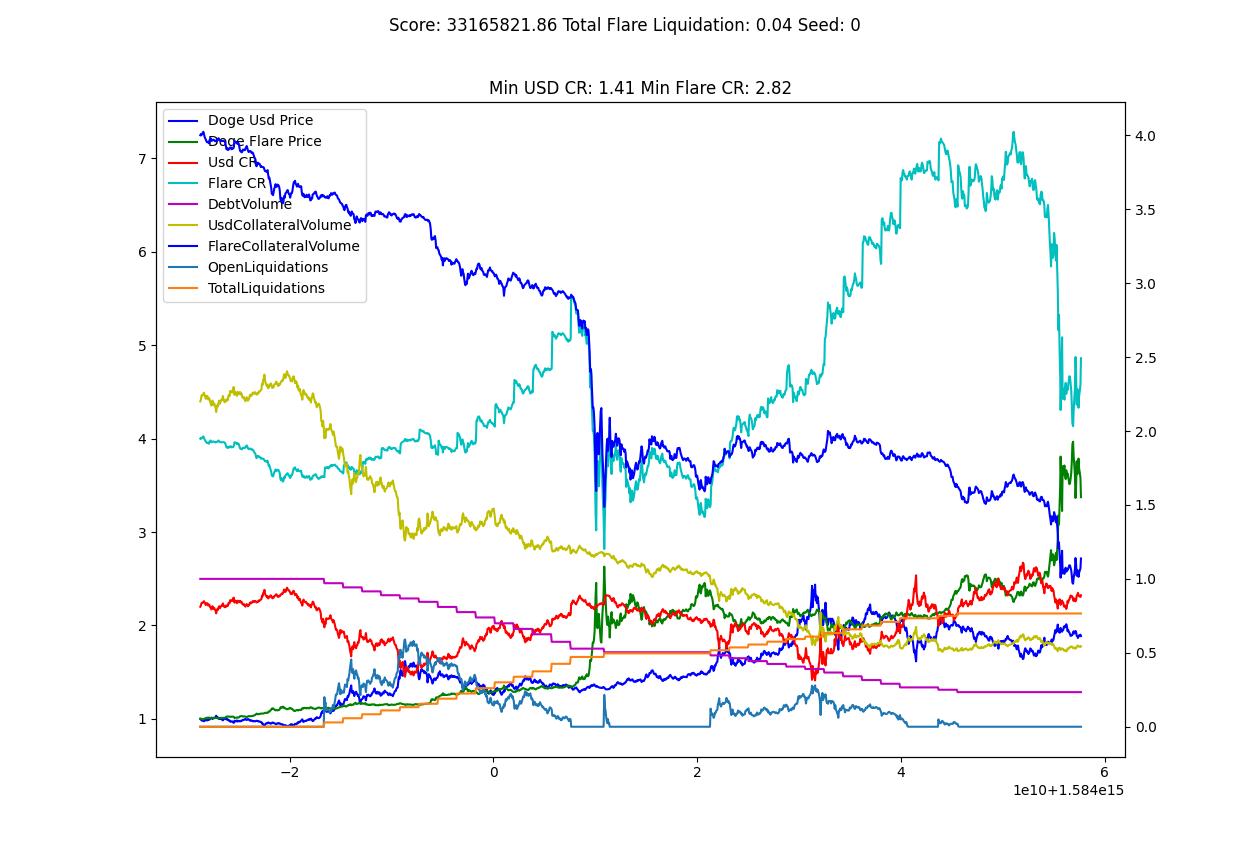 Score: 33165821.86 Total Flare Liquidation: 0.04 Seed: 0
Min USD CR: 1.41 Min Flare CR: 2.82
Doge Usd Price
Doge Flare Price
Usd CR
Flare CR
DebtVolume
UsdCollateralVolume
FlareCollateralVolume
OpenLiquidations
TotalLiquidations
7
6
5
4
3
2
1
4.0
3.5
3.0
2.5
2.0
1.5
1.0
0.5
0.0
−2
0
2
4
6
1e10+1.584e15